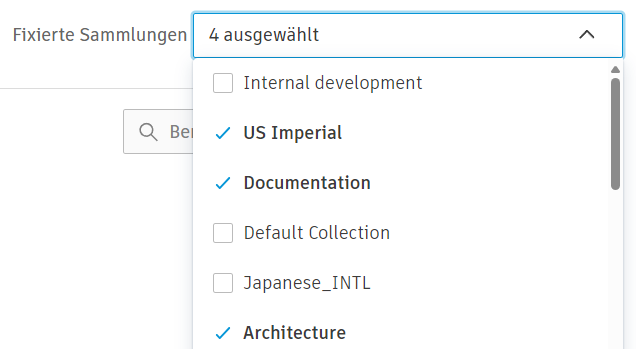 Fixierte Sammlungen 4 ausgewählt
Internal development
US Imperial
Documentation
Default Collection
Japanese_INTL
Architecture